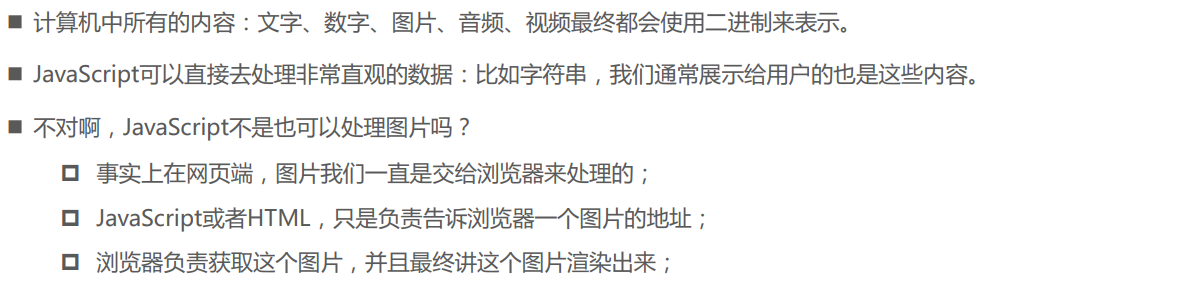 ■ 计算机中所有的内容：文字、数字、图片、音频、视频最终都会使用二进制来表示。
■ JavaScript可以直接去处理非常直观的数据：比如字符串，我们通常展示给用户的也是这些内容。
■ 不对啊，JavaScript不是也可以处理图片吗？
事实上在网页端，图片我们一直是交给浏览器来处理的；
JavaScript或者HTML，只是负责告诉浏览器一个图片的地址；
浏览器负责获取这个图片，并且最终讲这个图片渲染出来；